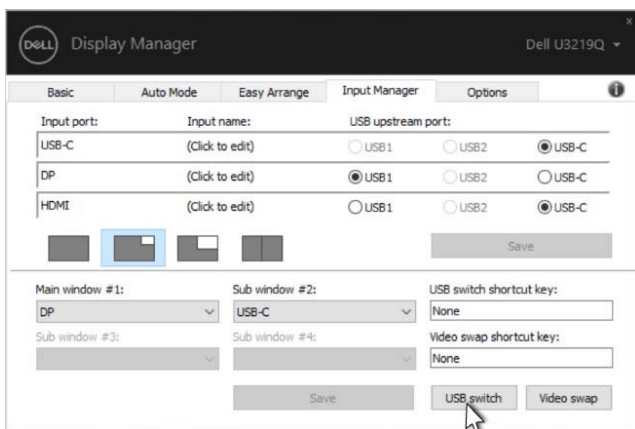 DELL Display Manager Dell U3219Q
Basic Auto Mode Easy Arrange Input Manager Options
Input port: Input name: USB upstream port:
USB-C (Click to edit) USB1 USB2 USB-C
DP (Click to edit) USB1 USB2 USB-C
HDMI (Click to edit) USB1 USB2 USB-C
Save
Main window #1: Sub window #2: USB switch shortcut key:
DP USB-C None
Sub window #3: Sub window #4: Video swap shortcut key:
None
Save USB switch Video swap